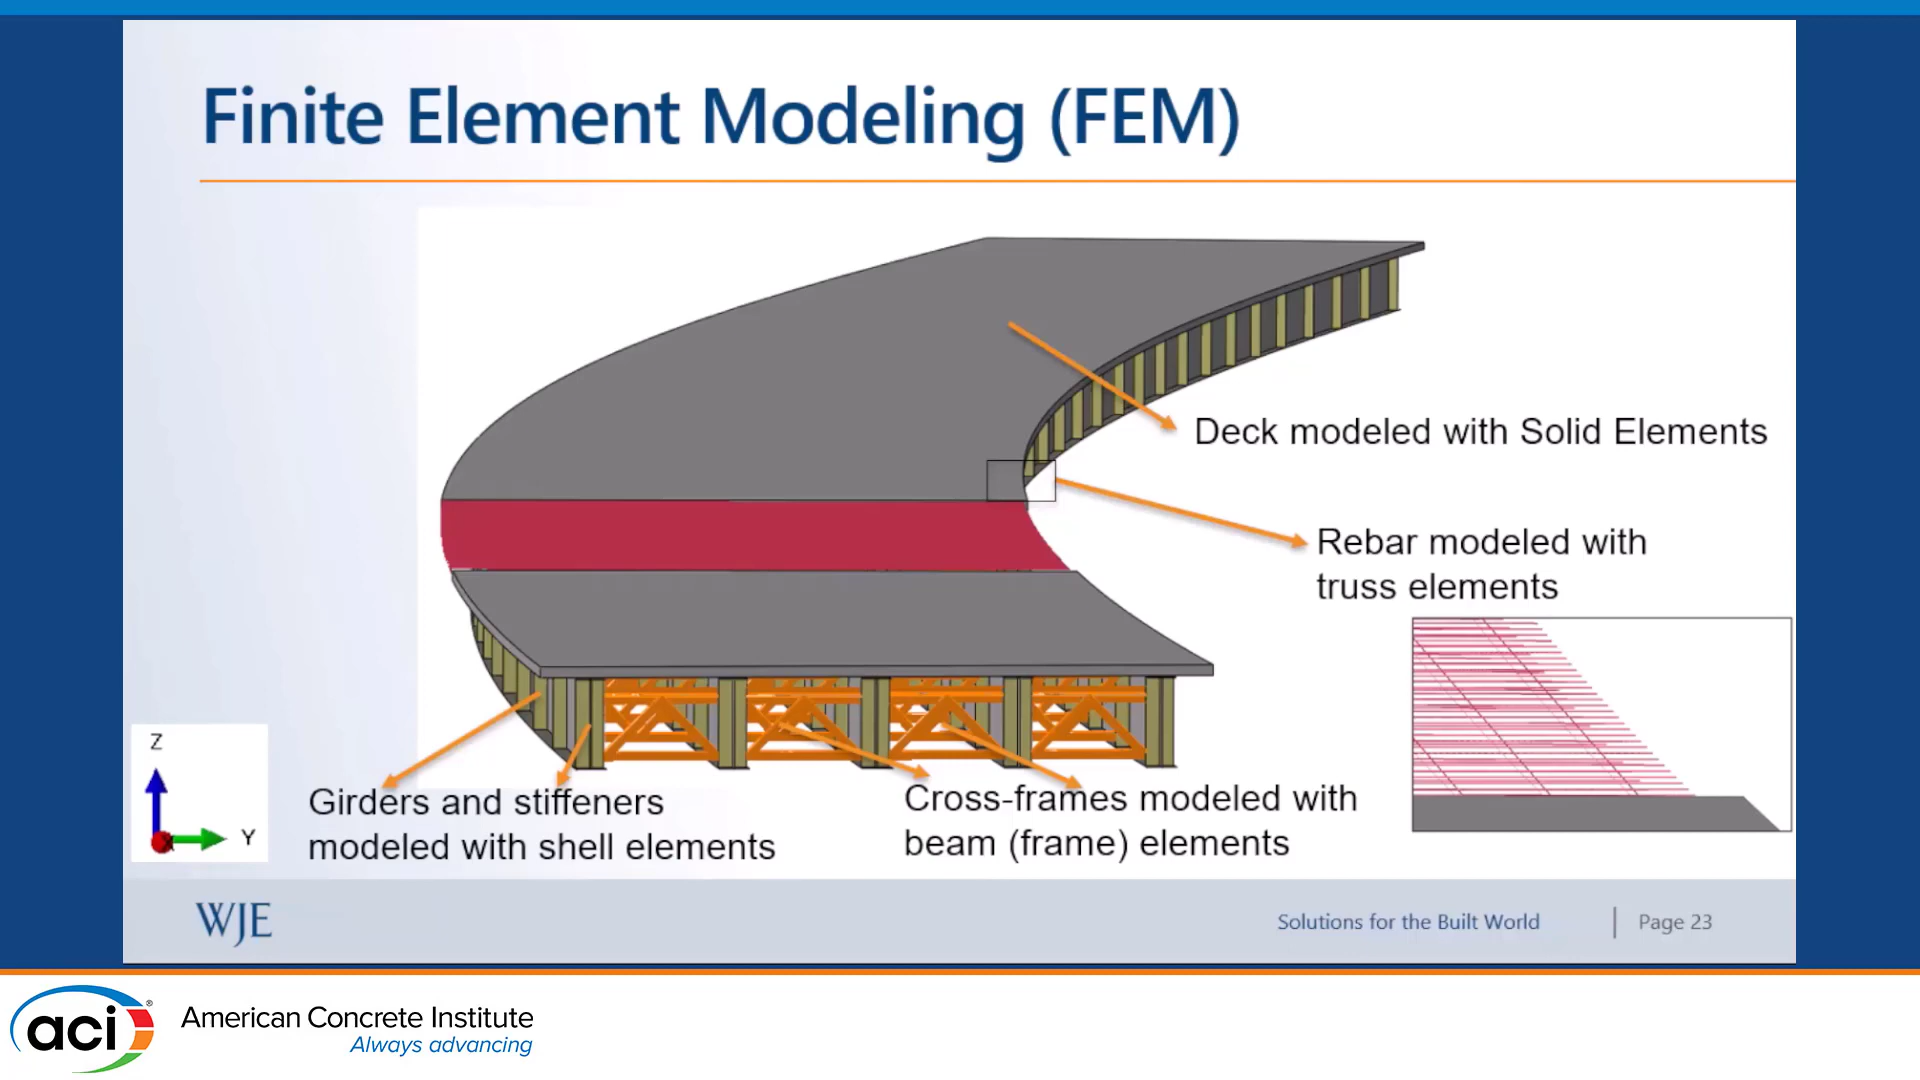 Finite Element Modeling (FEM)
Deck modeled with Solid Elements
Rebar modeled with
truss elements
Z
Y
Girders and stiffeners
modeled with shell elements
Cross-frames modeled with
beam (frame) elements
WJE
Solutions for the Built World
Page 23
aci®
American Concrete Institute
Always advancing